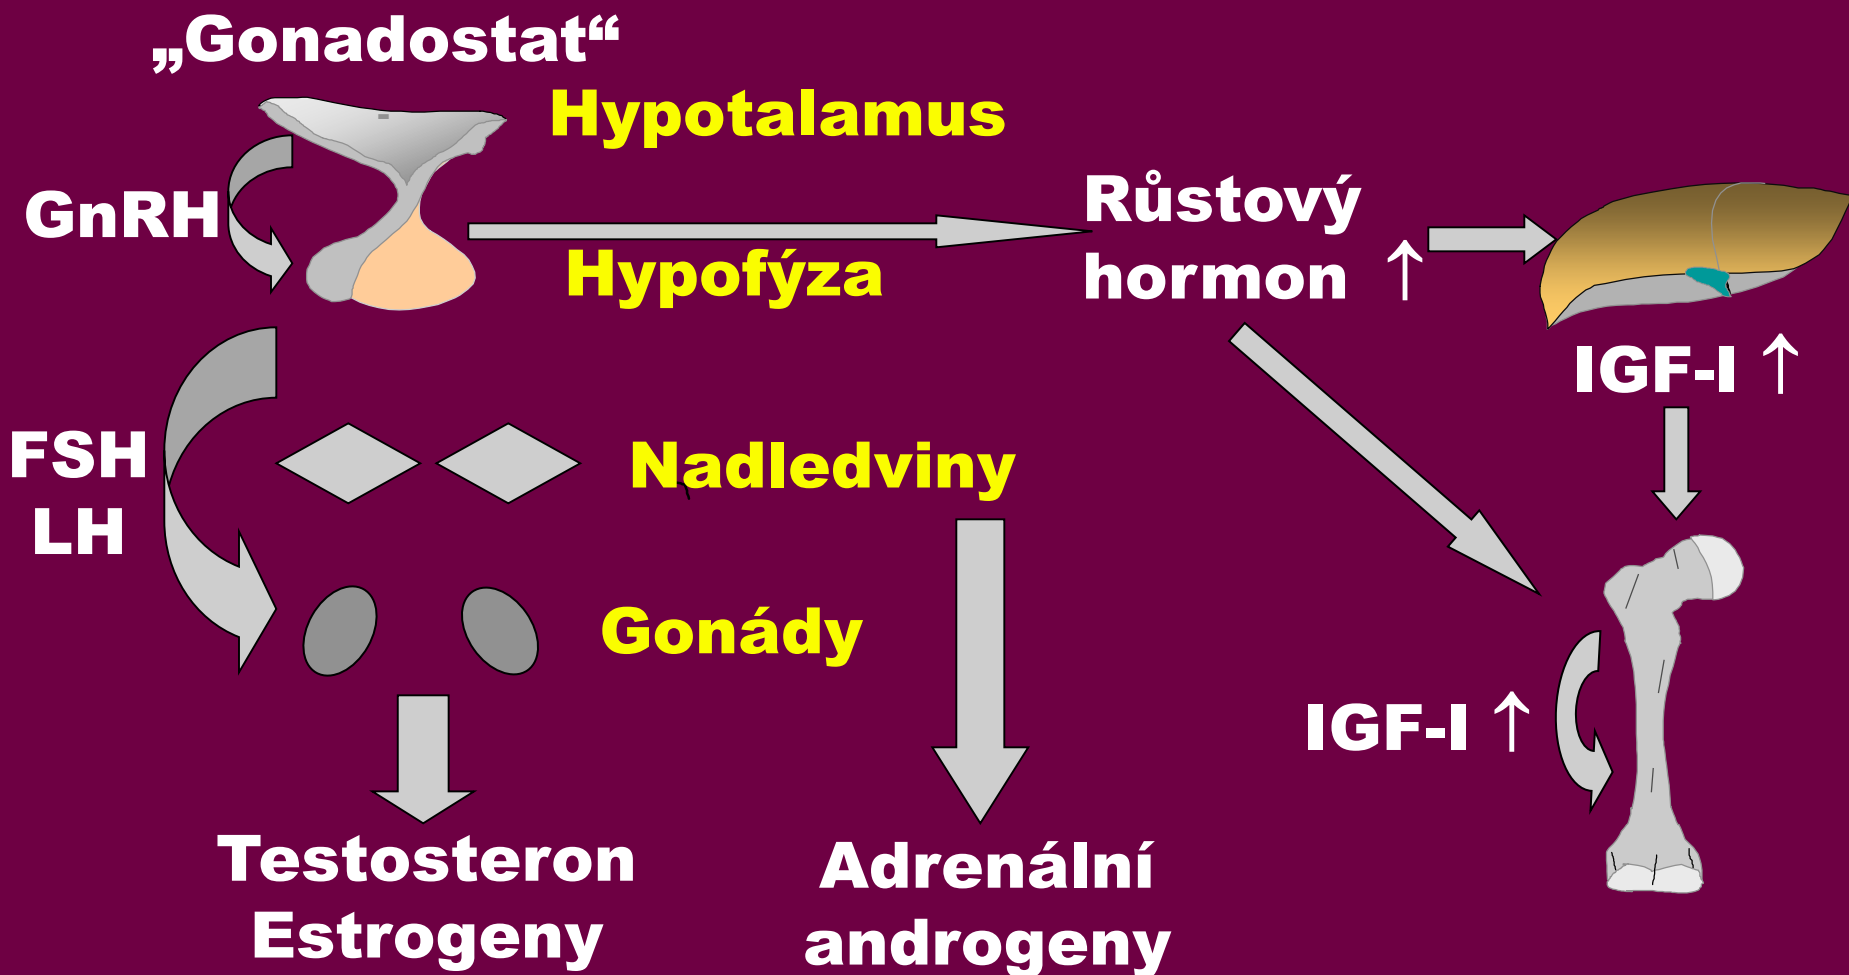 „Gonadostat“
Hypotalamus
GnRH
Hypofýza
Růstový
hormon ↑
IGF-I ↑
FSH
LH
Nadledviny
Gonády
IGF-I ↑
Testosteron
Estrogeny
Adrenální
androgeny